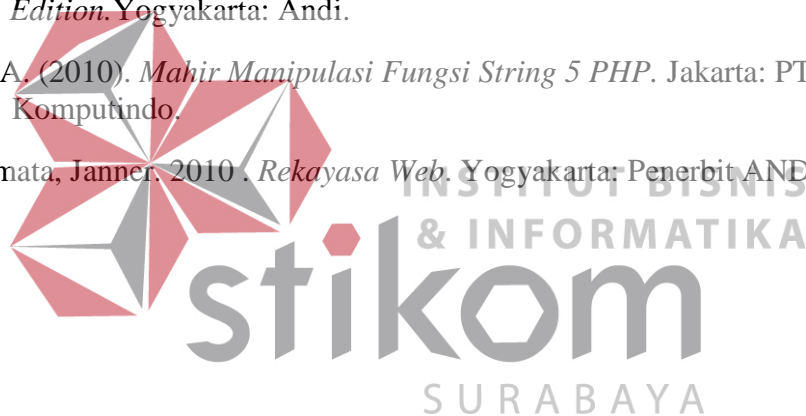 Edition. Yogyakarta: Andi.
A. (2010). Mahir Manipulasi Fungsi String 5 PHP. Jakarta: PT
Komputindo.
mata, Janner. 2010 . Rekayasa Web. Yogyakarta: Penerbit AND
INSTITUT BISNIS
& INFORMATIKA
stikom
SURABAYA